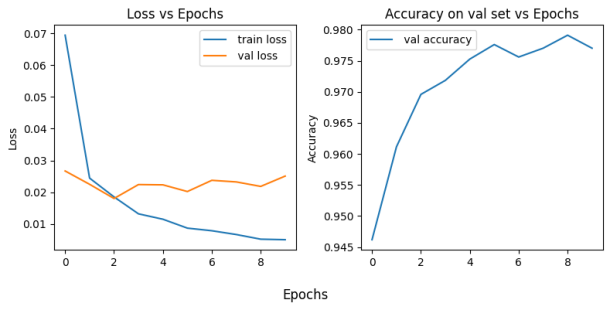 Loss vs Epochs
Accuracy on val set vs Epochs
train loss
val loss
val accuracy
0.07
0.06
0.05
0.04
0.03
0.02
0.01
Loss
0 2 4 6 8
0.980
0.975
0.970
0.965
0.960
0.955
0.950
0.945
Accuracy
0 2 4 6 8
Epochs